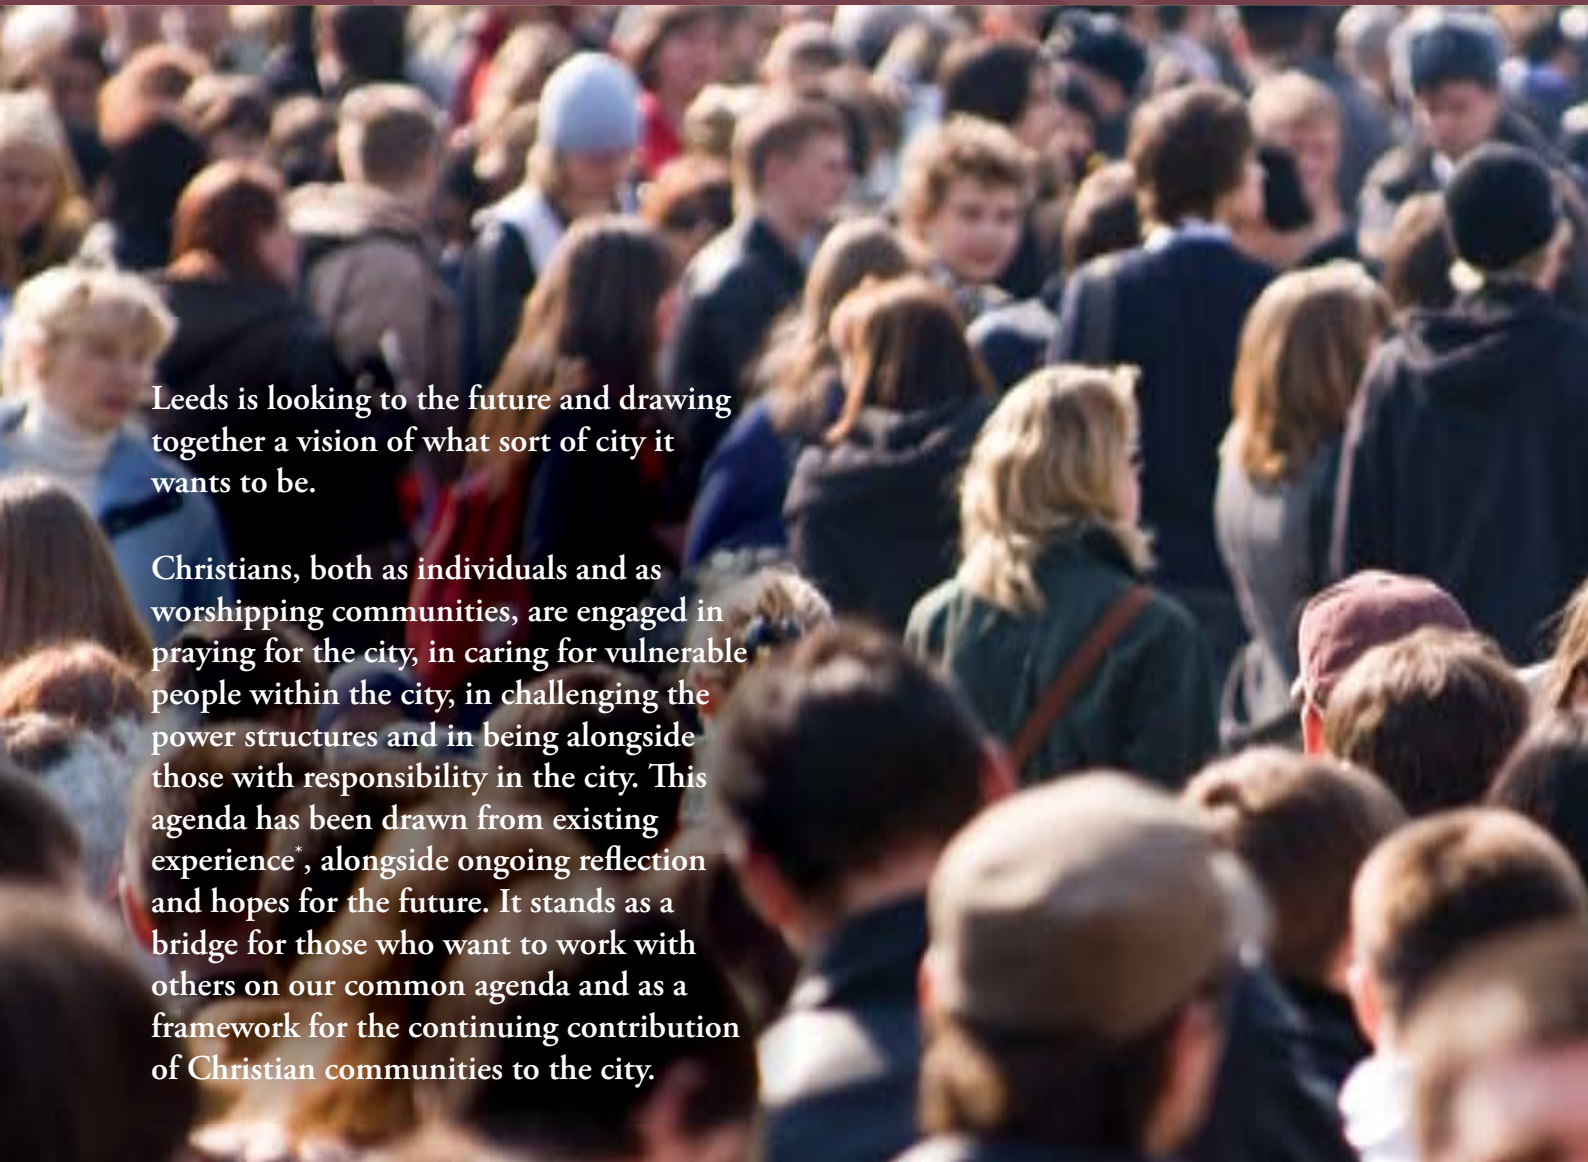 Leeds is looking to the future and drawing
together a vision of what sort of city it
wants to be.
Christians, both as individuals and as
worshipping communities, are engaged in
praying for the city, in caring for vulnerable
people within the city, in challenging the
power structures and in being alongside
those with responsibility in the city. This
agenda has been drawn from existing
experience*, alongside ongoing reflection
and hopes for the future. It stands as a
bridge for those who want to work with
others on our common agenda and as a
framework for the continuing contribution
of Christian communities to the city.